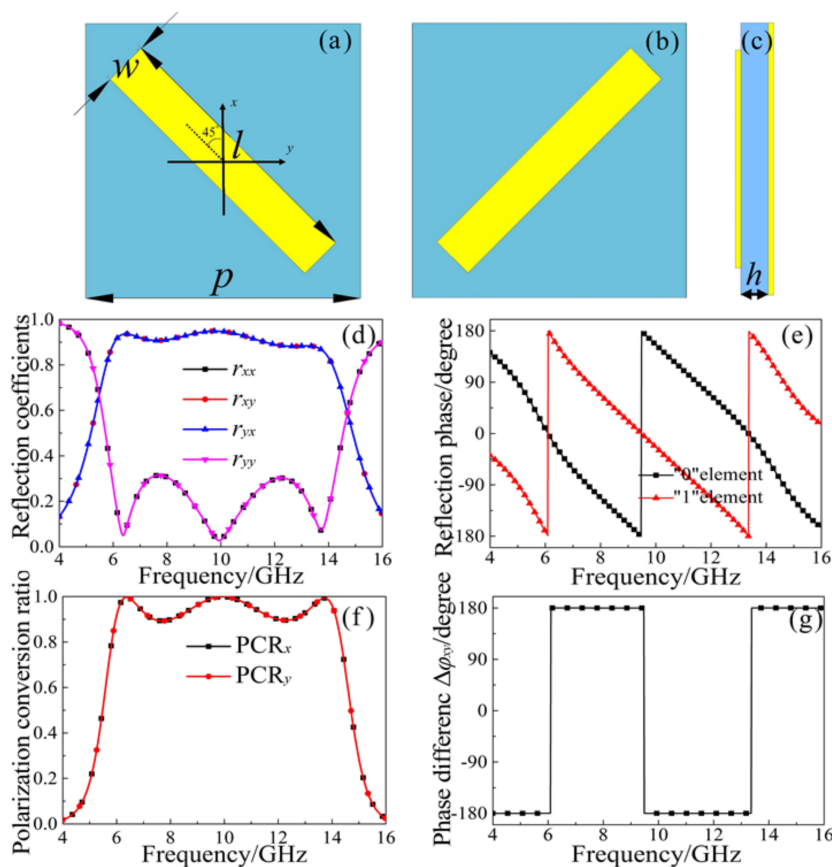 (a)
w
x
45
l
y
p
(b)
(c)
h
(d)
Reflection coefficients
1.0
0.8
0.6
0.4
0.2
0.0
rxx
rxy
ryx
ryy
4 6 8 10 12 14 16
Frequency/GHz
(e)
Reflection phase/degree
180
90
0
-90
-180
"0"element
"1"element
4 6 8 10 12 14 16
Frequency/GHz
(f)
Polarization conversion ratio
1.0
0.8
0.6
0.4
0.2
0.0
PCRx
PCRy
4 6 8 10 12 14 16
Frequency/GHz
(g)
Phase differenc Δφxy/degree
180
90
0
-90
-180
4 6 8 10 12 14 16
Frequency/GHz